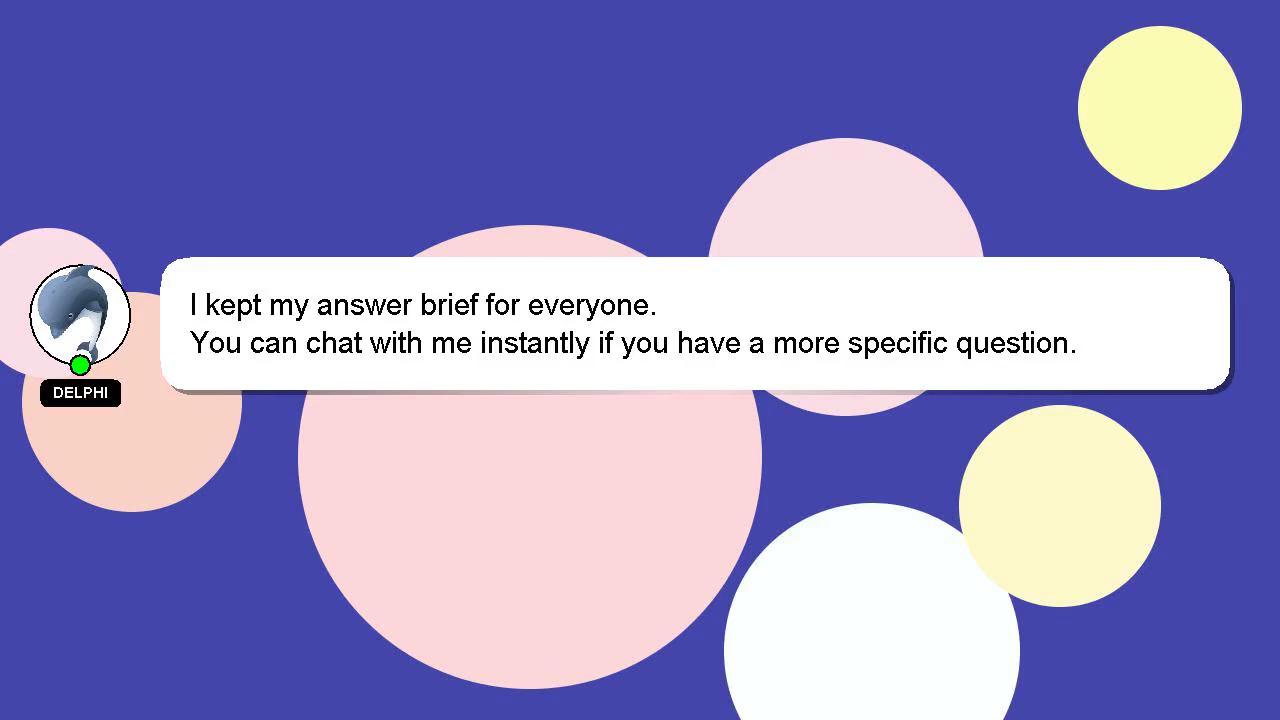 I kept my answer brief for everyone.
You can chat with me instantly if you have a more specific question.
DELPHI